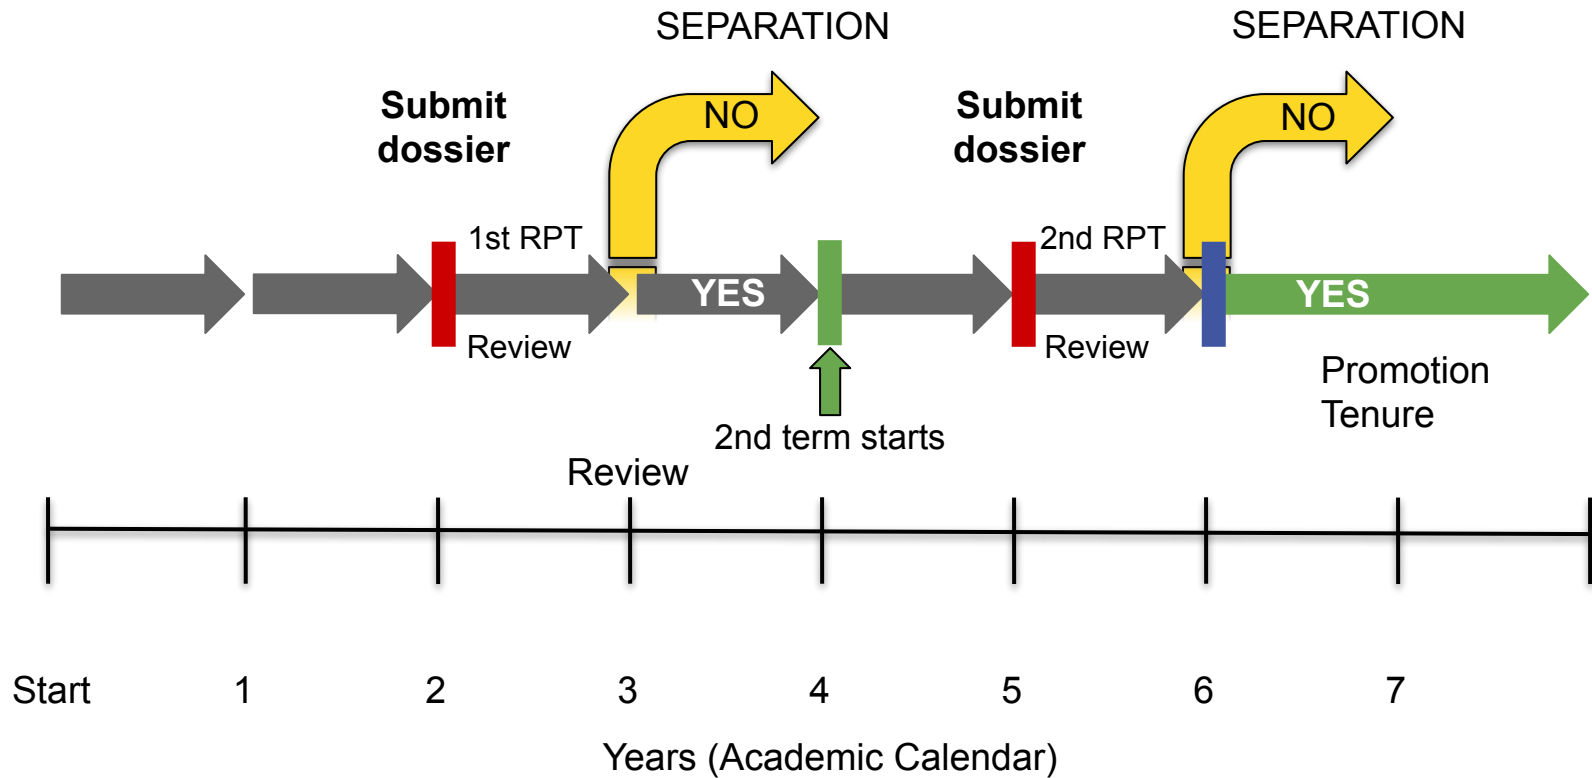 SEPARATION
SEPARATION
Submit
dossier
NO
Submit
dossier
NO
1st RPT
2nd RPT
YES
YES
Review
Review
Promotion
Tenure
2nd term starts
Review
Start 1 2 3 4 5 6 7
Years (Academic Calendar)